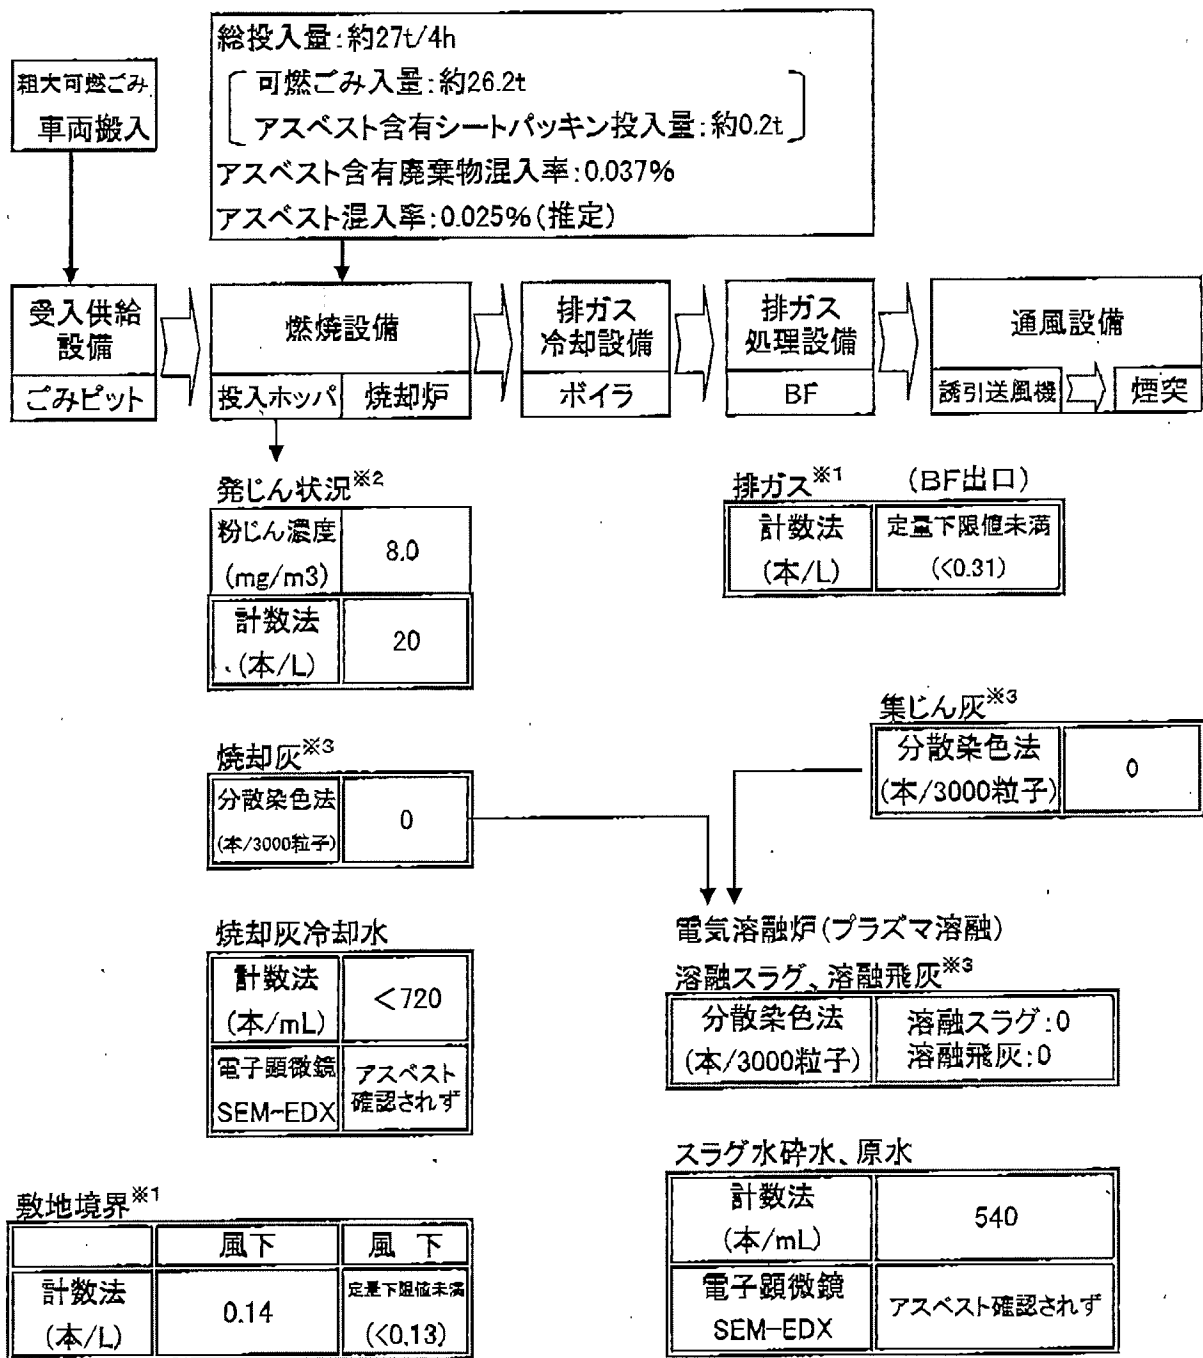 総投入量:約27t/4h
可燃ごみ入量:約26.2t
アスベスト含有シートパッキン投入量:約0.2t
アスベスト含有廃棄物混入率:0.037%
アスベスト混入率:0.025%(推定)
粗大可燃ごみ
車両搬入
受入供給
設備
ごみピット
燃焼設備
投入ホッパ
焼却炉
排ガス
冷却設備
ボイラ
排ガス
処理設備
BF
通風設備
誘引送風機
煙突
発じん状況※2
粉じん濃度
(mg/m3)
8.0
計数法
(本/L)
20
排ガス※1 (BF出口)
計数法
(本/L)
定量下限値未満
(<0.31)
集じん灰※3
分散染色法
(本/3000粒子)
0
焼却灰※3
分散染色法
(本/3000粒子)
0
焼却灰冷却水
計数法
(本/mL)
<720
電子顕微鏡
SEM-EDX
アスベスト
確認されず
電気溶融炉(プラズマ溶融)
溶融スラグ、溶融飛灰※3
分散染色法
(本/3000粒子)
溶融スラグ:0
溶融飛灰:0
スラグ水砕水、原水
計数法
(本/mL)
540
電子顕微鏡
SEM-EDX
アスベスト確認されず
敷地境界※1
風下 風 下
計数法
(本/L)
0.14
定量下限値未満
(<0.13)